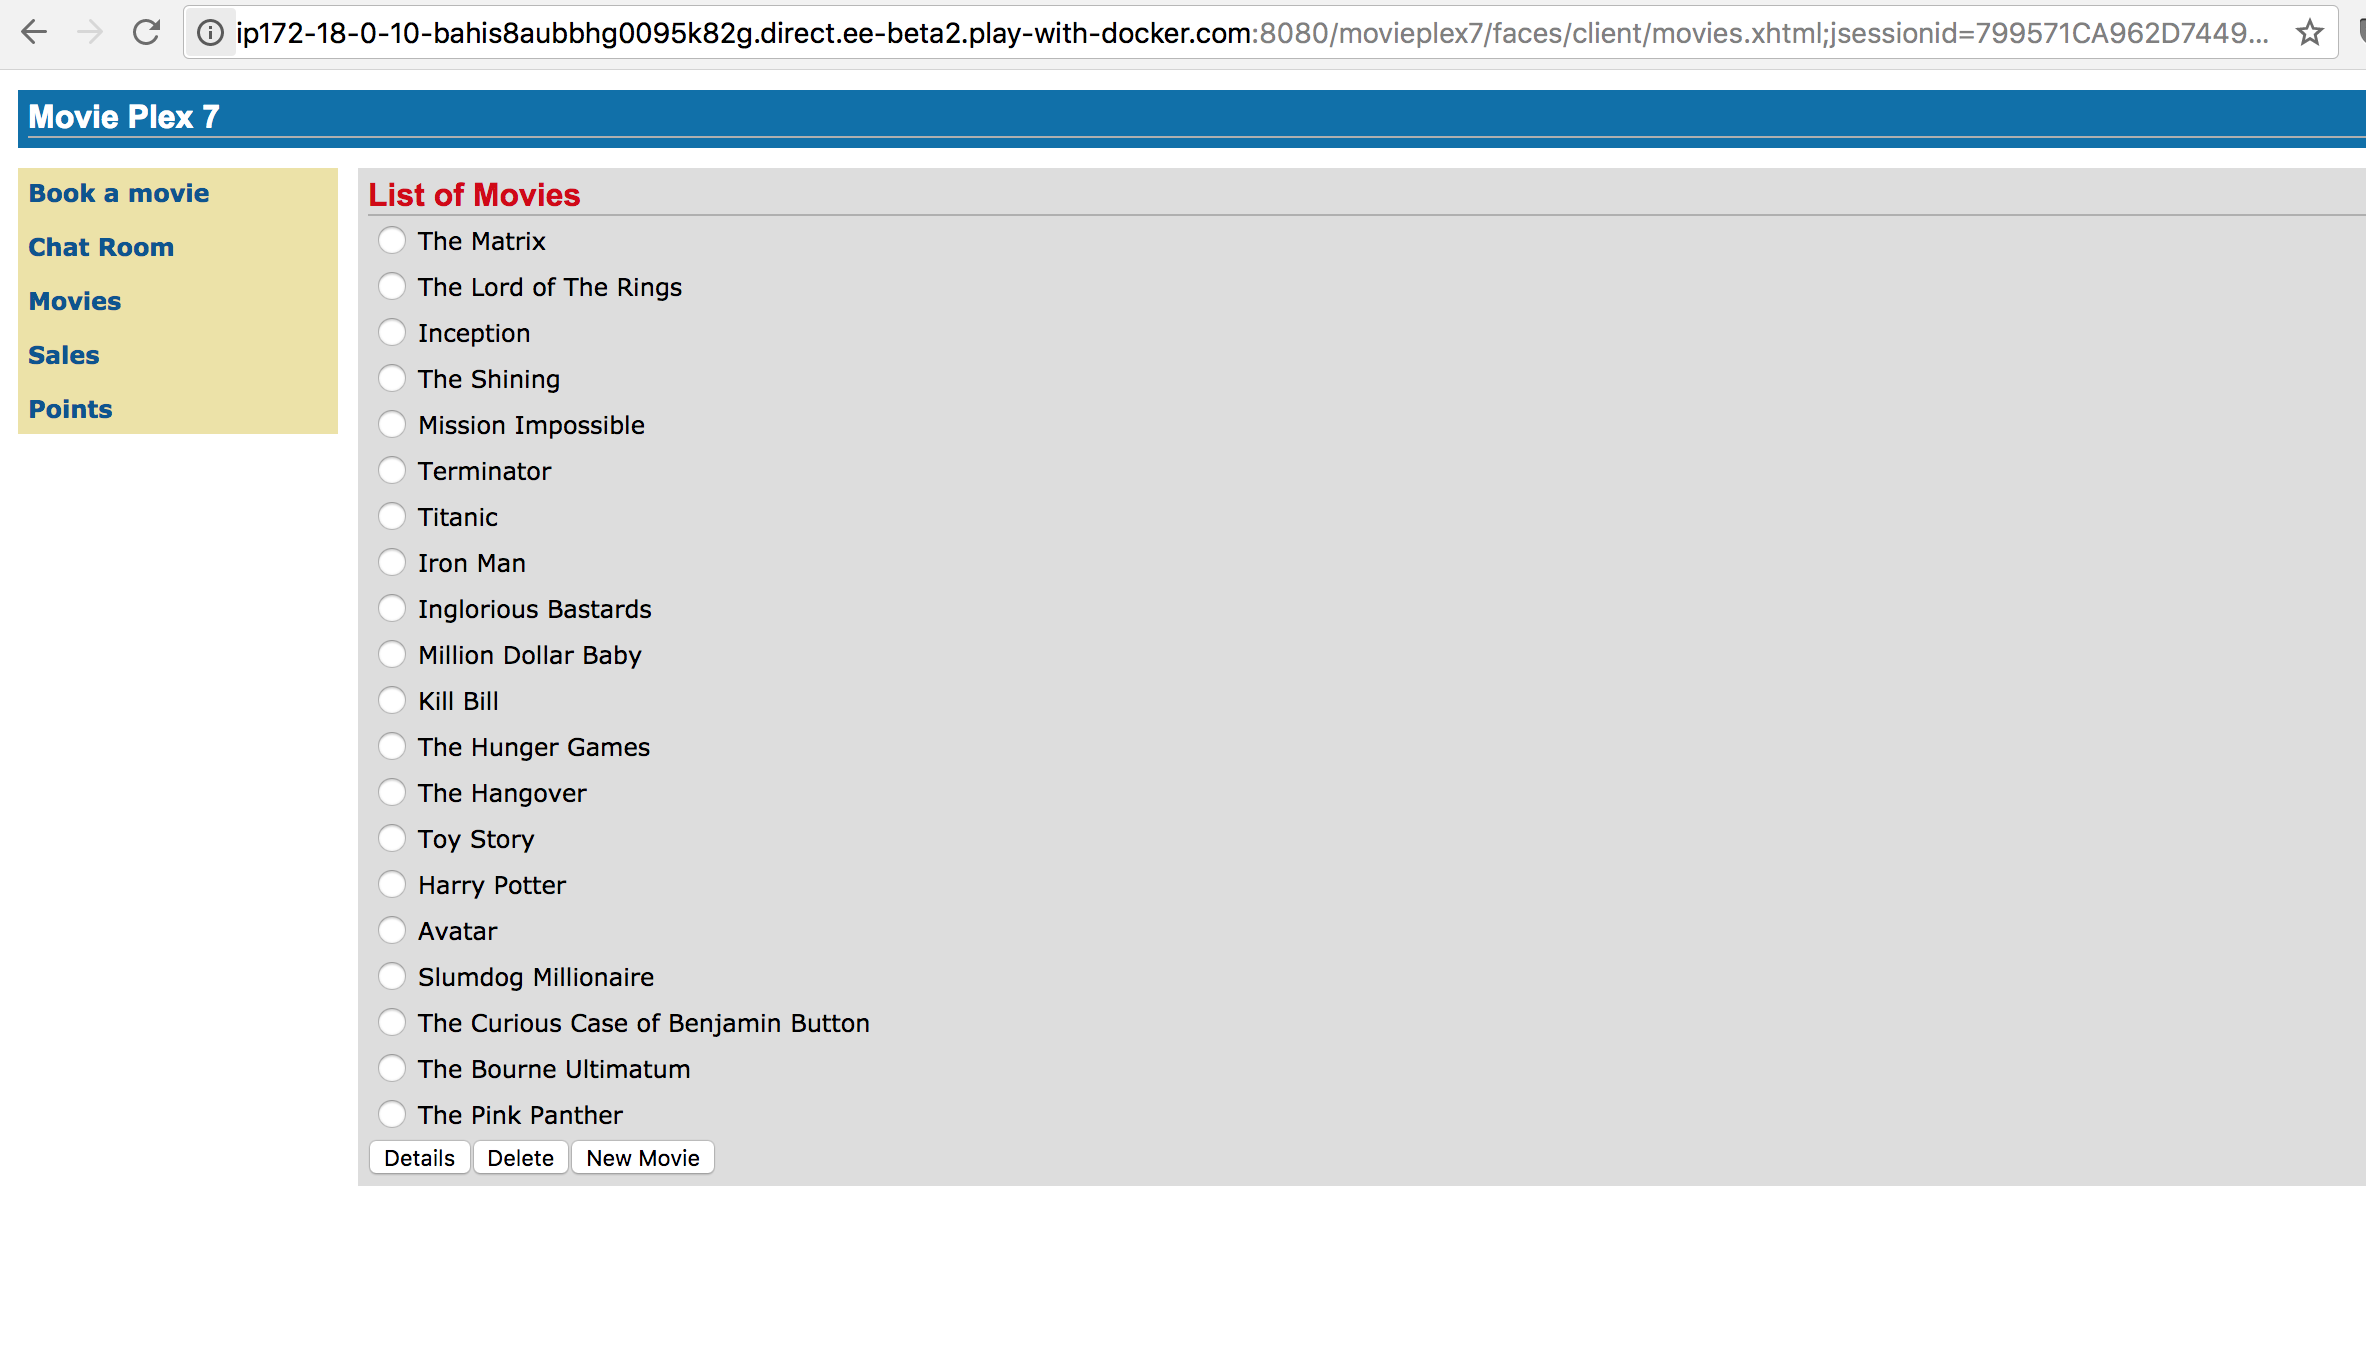 ip172-18-0-10-bahis8aubbhg0095k82g.direct.ee-beta2.play-with-docker.com:8080/movieplex7/faces/client/movies.xhtml;jsessionid=799571CA962D7449...
Movie Plex 7
Book a movie
Chat Room
Movies
Sales
Points
List of Movies
The Matrix
The Lord of The Rings
Inception
The Shining
Mission Impossible
Terminator
Titanic
Iron Man
Inglorious Bastards
Million Dollar Baby
Kill Bill
The Hunger Games
The Hangover
Toy Story
Harry Potter
Avatar
Slumdog Millionaire
The Curious Case of Benjamin Button
The Bourne Ultimatum
The Pink Panther
Details Delete New Movie